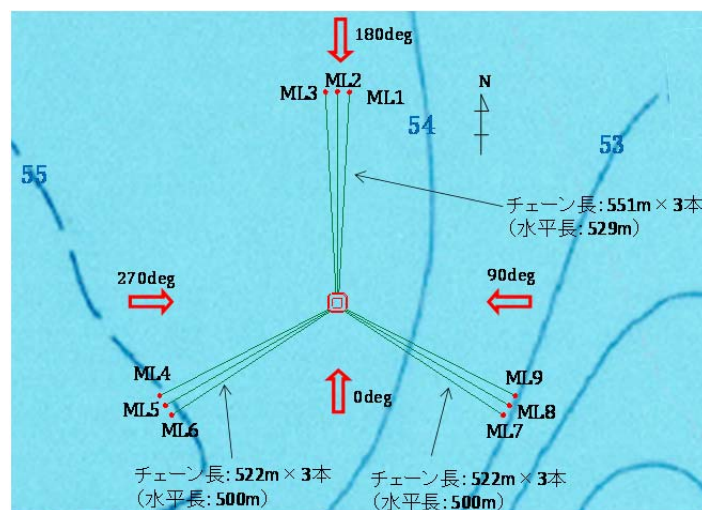 180deg
ML3
ML2
ML1
N
54
53
55
チェーン長:551m×3本
(水平長:529m)
270deg
90deg
ML4
ML5
ML6
0deg
ML9
ML8
ML7
チェーン長:522m×3本
(水平長:500m)
チェーン長:522m×3本
(水平長:500m)